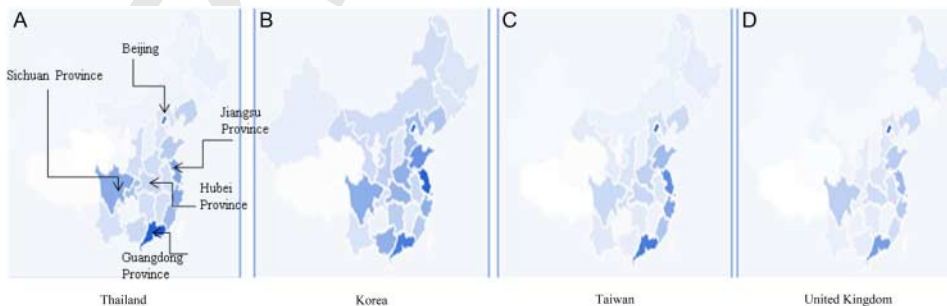 A
B
C
D
Beijing
Sichuan Province
Jiangsu
Province
Hubei
Province
Guangdong
Province
Thailand
Korea
Taiwan
United Kingdom